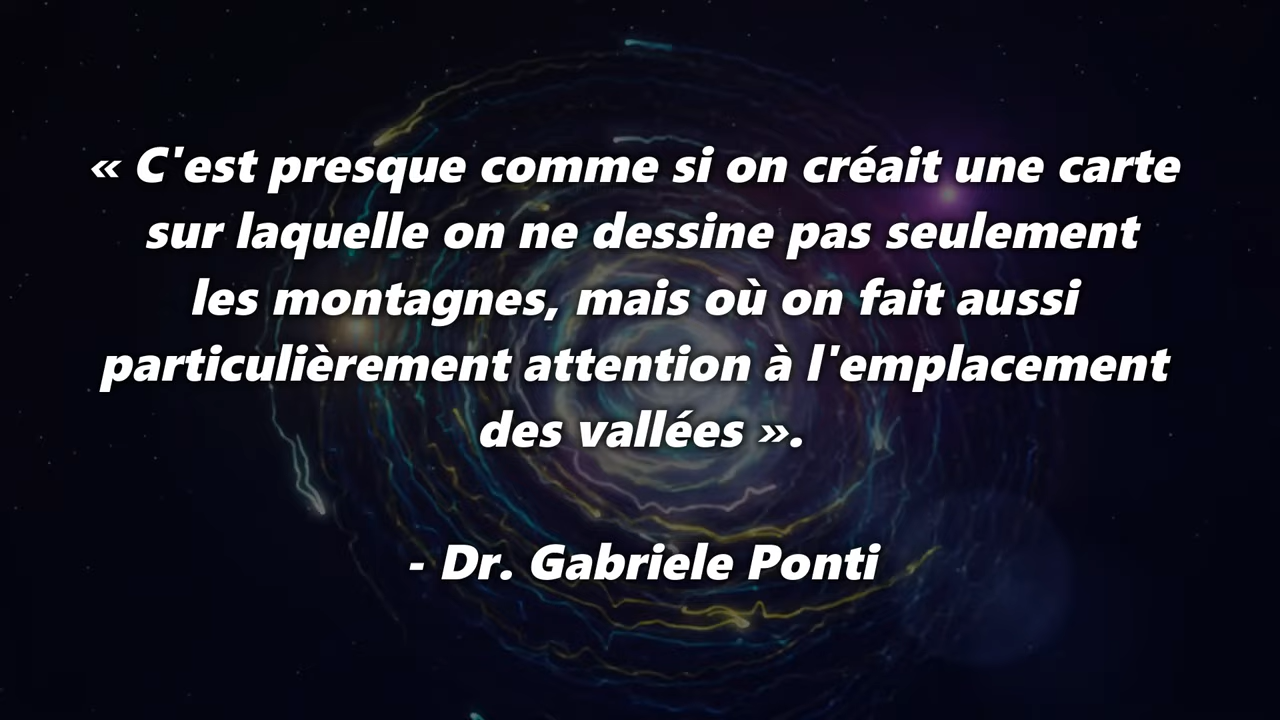 « C'est presque comme si on créait une carte
sur laquelle on ne dessine pas seulement
les montagnes, mais où on fait aussi
particulièrement attention à l'emplacement
des vallées ».
- Dr. Gabriele Ponti